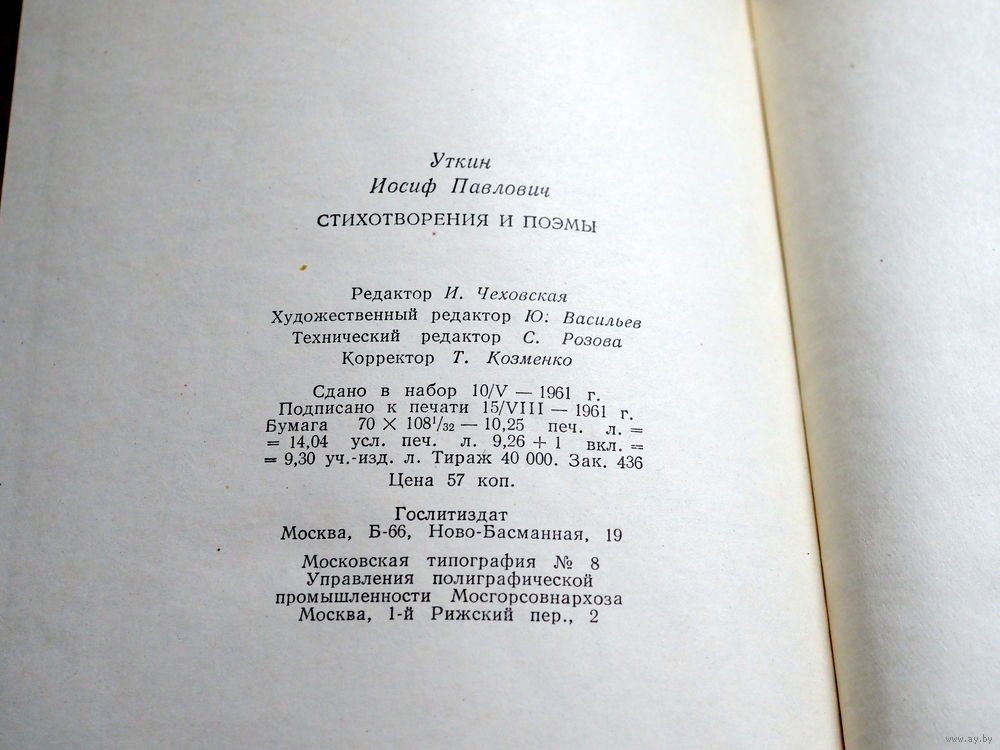 Уткин
Иосиф Павлович
СТИХОТВОРЕНИЯ И ПОЭМЫ
Редактор И. Чеховская
Художественный редактор Ю. Васильев
Технический редактор С. Розова
Корректор Т. Козменко
Сдано в набор 10/V — 1961 г.
Подписано к печати 15/VIII — 1961 г.
Бумага 70 × 108¹/₃₂ — 10,25 печ. л. =
= 14,04 усл. печ. л. 9,26 + 1 вкл. =
= 9,30 уч.-изд. л. Тираж 40 000. Зак. 436
Цена 57 коп.
Гослитиздат
Москва, Б-66, Ново-Басманная, 19
Московская типография № 8
Управления полиграфической
промышленности Мосгорсовнархоза
Москва, 1-й Рижский пер., 2
www.ay.by